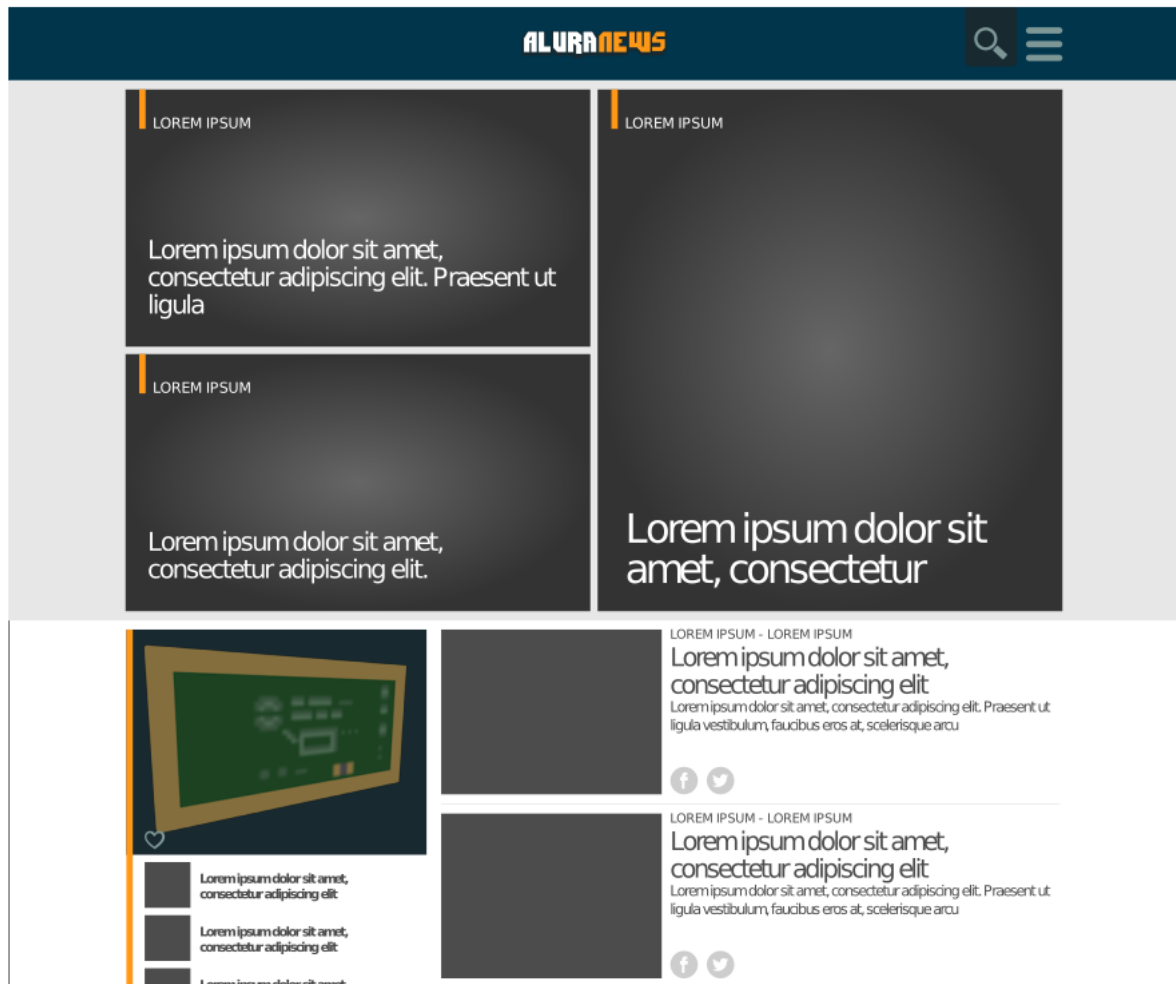 ALURANEWS
LOREM IPSUM
Lorem ipsum dolor sit amet,
consectetur adipiscing elit. Praesent ut
ligula
LOREM IPSUM
Lorem ipsum dolor sit amet,
consectetur adipiscing elit.
LOREM IPSUM
Lorem ipsum dolor sit
amet, consectetur
Lorem ipsum dolor sit amet,
consectetur adipiscing elit
Lorem ipsum dolor sit amet,
consectetur adipiscing elit
Lorem ipsum dolor sit amet,
LOREM IPSUM - LOREM IPSUM
Lorem ipsum dolor sit amet,
consectetur adipiscing elit
Lorem ipsum dolor sit amet, consectetur adipiscing elit. Praesent ut
ligula vestibulum, faucibus eros at, scelerisque arcu
LOREM IPSUM - LOREM IPSUM
Lorem ipsum dolor sit amet,
consectetur adipiscing elit
Lorem ipsum dolor sit amet, consectetur adipiscing elit. Praesent ut
ligula vestibulum, faucibus eros at, scelerisque arcu